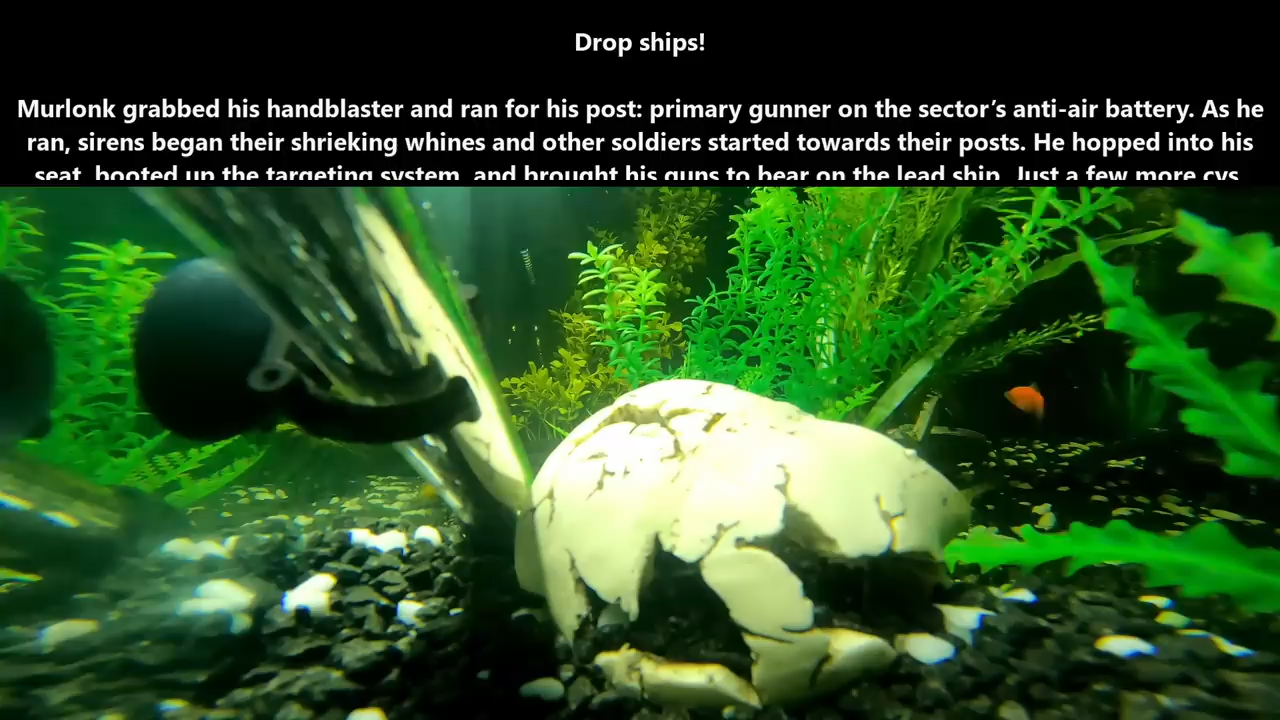 Drop ships!
Murlonk grabbed his handblaster and ran for his post: primary gunner on the sector’s anti-air battery. As he
ran, sirens began their shrieking whines and other soldiers started towards their posts. He hopped into his
seat, booted up the targeting system, and brought his guns to bear on the lead ship. Just a few more cys